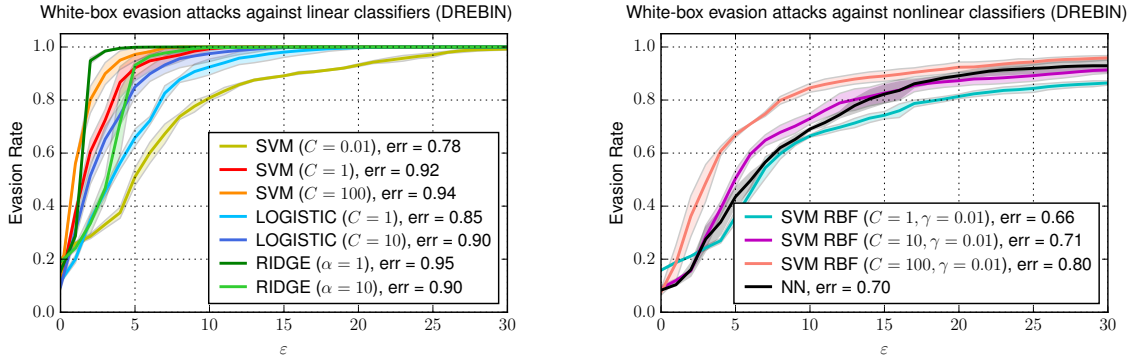 White-box evasion attacks against linear classifiers (DREBIN)
1.0
0.8
0.6
0.4
0.2
0.0
Evasion Rate
0 5 10 15 20 25 30
ε
SVM (C = 0.01), err = 0.78
SVM (C = 1), err = 0.92
SVM (C = 100), err = 0.94
LOGISTIC (C = 1), err = 0.85
LOGISTIC (C = 10), err = 0.90
RIDGE (α = 1), err = 0.95
RIDGE (α = 10), err = 0.90
White-box evasion attacks against nonlinear classifiers (DREBIN)
1.0
0.8
0.6
0.4
0.2
0.0
Evasion Rate
0 5 10 15 20 25 30
ε
SVM RBF (C = 1, γ = 0.01), err = 0.66
SVM RBF (C = 10, γ = 0.01), err = 0.71
SVM RBF (C = 100, γ = 0.01), err = 0.80
NN, err = 0.70